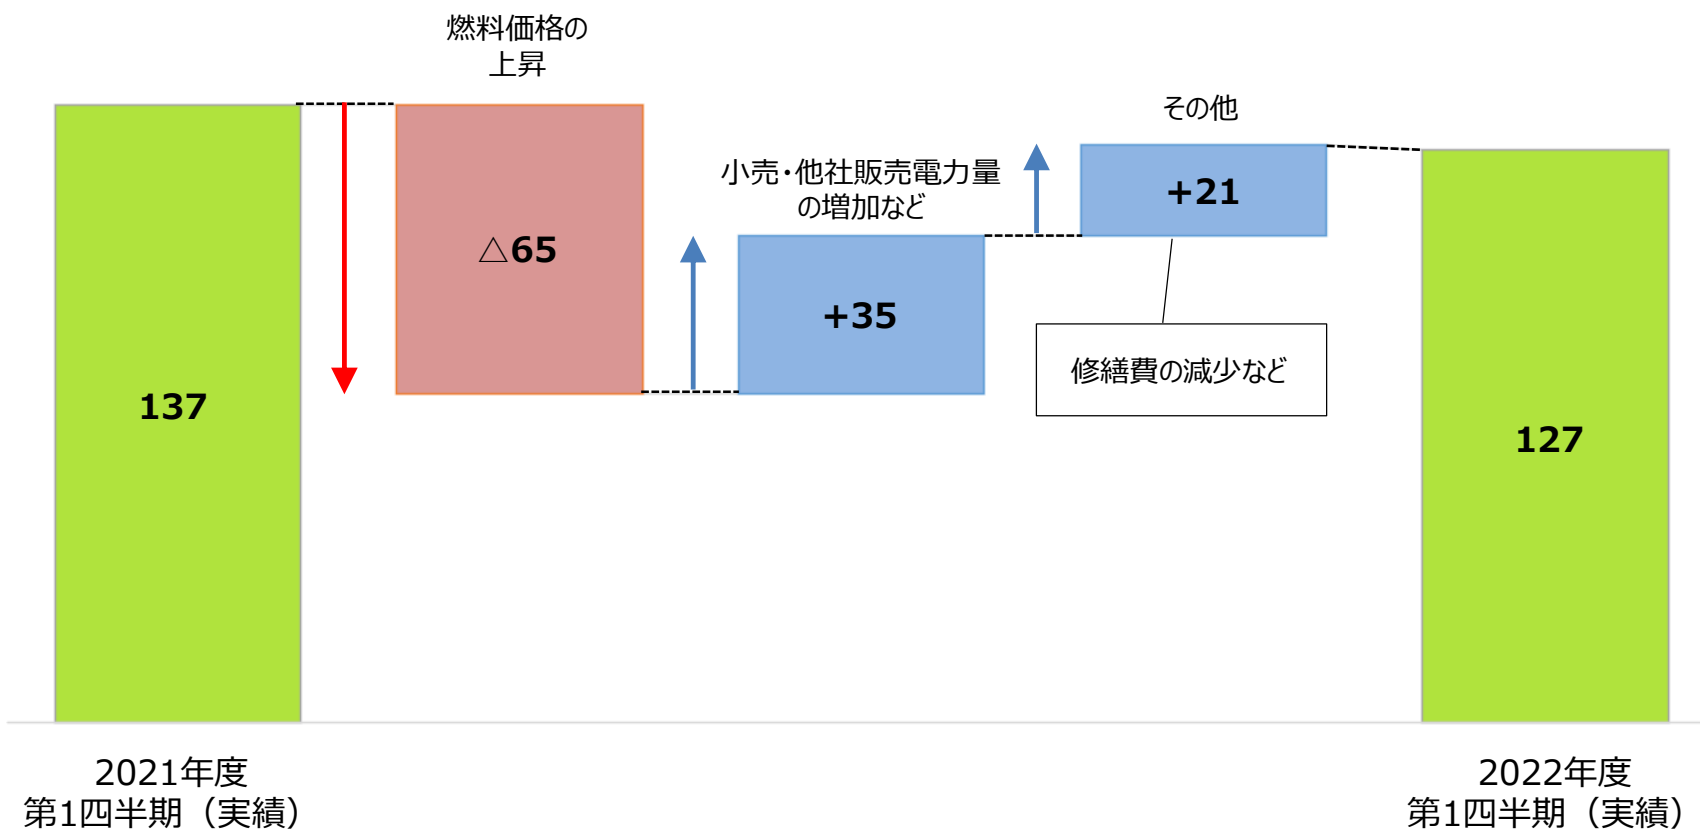 燃料価格の
上昇
その他
小売・他社販売電力量
の増加など
+21
△65
+35
修繕費の減少など
137
127
2021年度
第1四半期（実績）
2022年度
第1四半期（実績）